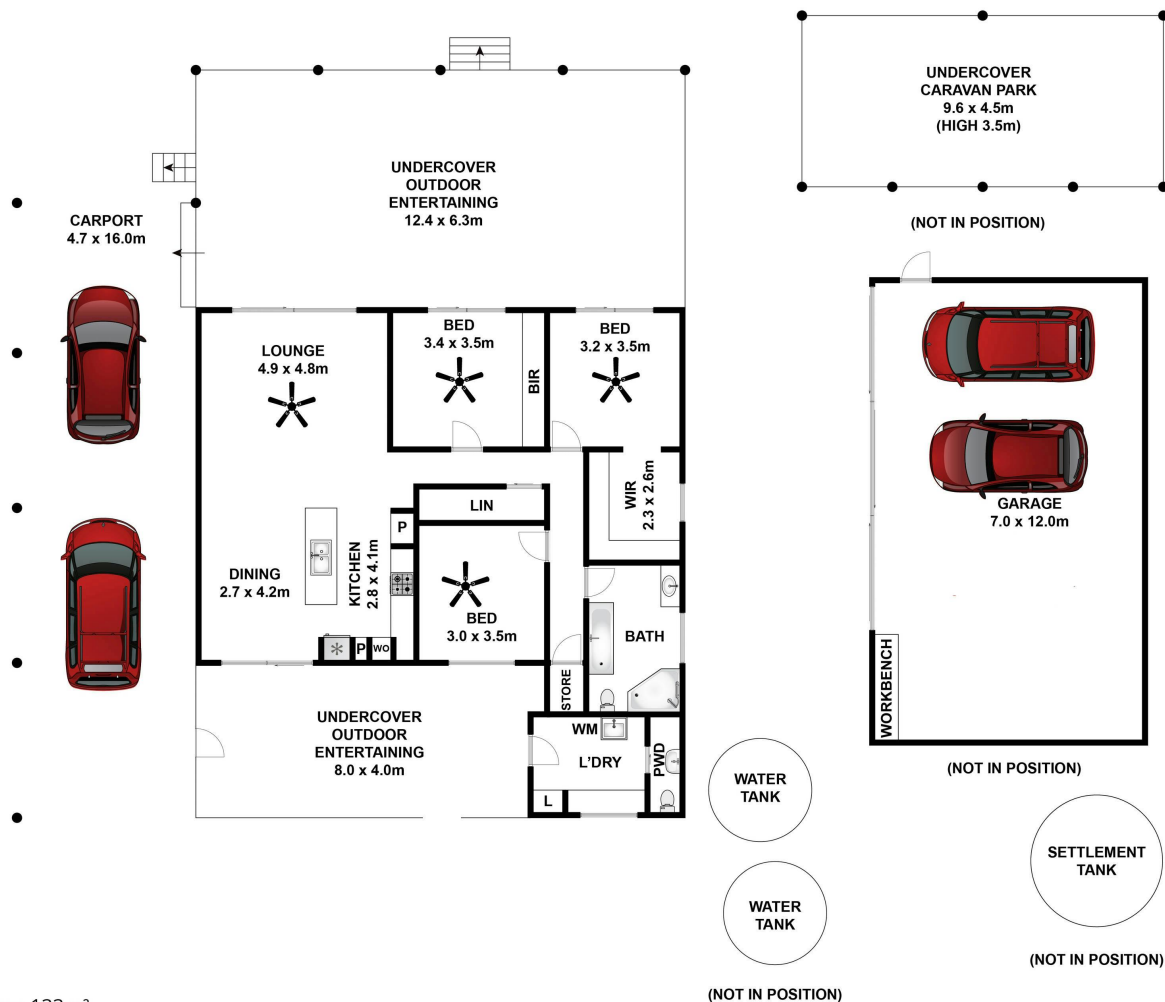 UNDERCOVER
CARAVAN PARK
9.6 x 4.5m
(HIGH 3.5m)
(NOT IN POSITION)
UNDERCOVER
OUTDOOR
ENTERTAINING
12.4 x 6.3m
CARPORT
4.7 x 16.0m
LOUNGE
4.9 x 4.8m
BED
3.4 x 3.5m
BIR
BED
3.2 x 3.5m
WIR
2.3 x 2.6m
LIN
P
KITCHEN
2.8 x 4.1m
DINING
2.7 x 4.2m
BED
3.0 x 3.5m
P
WO
BATH
STORE
UNDERCOVER
OUTDOOR
ENTERTAINING
8.0 x 4.0m
WM
L'DRY
PWD
L
GARAGE
7.0 x 12.0m
WORKBENCH
(NOT IN POSITION)
WATER
TANK
WATER
TANK
(NOT IN POSITION)
SETTLEMENT
TANK
(NOT IN POSITION)